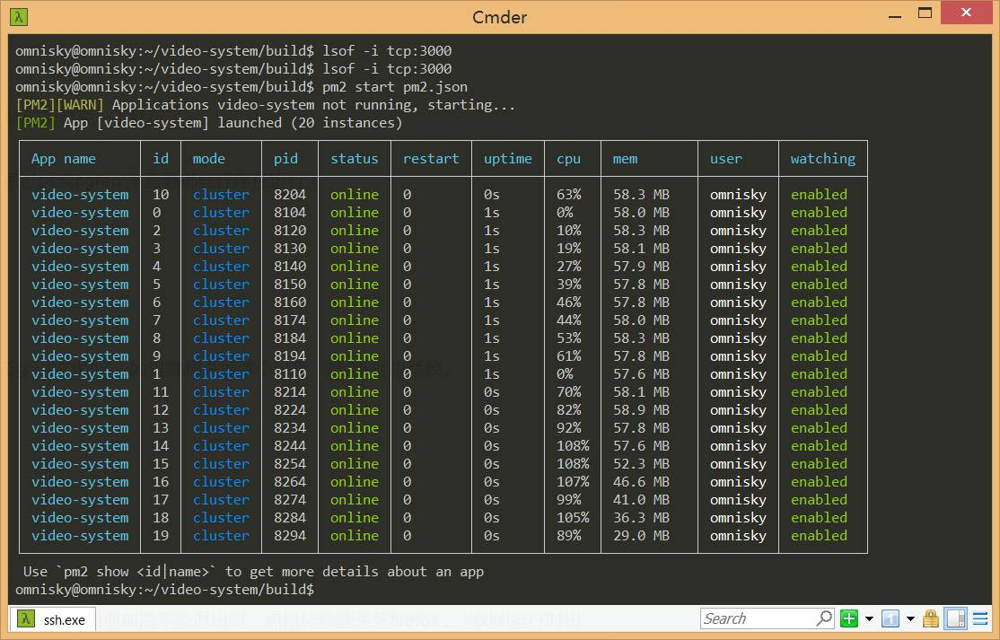 Cmder
omnisky@omnisky:~/video-system/build$ lsof -i tcp:3000
omnisky@omnisky:~/video-system/build$ lsof -i tcp:3000
omnisky@omnisky:~/video-system/build$ pm2 start pm2.json
[PM2][WARN] Applications video-system not running, starting...
[PM2] App [video-system] launched (20 instances)
App name id mode pid status restart uptime cpu mem user watching
video-system 10 cluster 8204 online 0 0s 63% 58.3 MB omnisky enabled
video-system 0 cluster 8104 online 0 1s 0% 58.0 MB omnisky enabled
video-system 2 cluster 8120 online 0 1s 10% 58.3 MB omnisky enabled
video-system 3 cluster 8130 online 0 1s 19% 58.1 MB omnisky enabled
video-system 4 cluster 8140 online 0 1s 27% 57.9 MB omnisky enabled
video-system 5 cluster 8150 online 0 1s 39% 57.8 MB omnisky enabled
video-system 6 cluster 8160 online 0 1s 46% 57.8 MB omnisky enabled
video-system 7 cluster 8174 online 0 1s 44% 58.0 MB omnisky enabled
video-system 8 cluster 8184 online 0 1s 53% 58.3 MB omnisky enabled
video-system 9 cluster 8194 online 0 1s 61% 57.8 MB omnisky enabled
video-system 1 cluster 8110 online 0 1s 0% 57.6 MB omnisky enabled
video-system 11 cluster 8214 online 0 0s 70% 58.1 MB omnisky enabled
video-system 12 cluster 8224 online 0 0s 82% 58.9 MB omnisky enabled
video-system 13 cluster 8234 online 0 0s 92% 57.8 MB omnisky enabled
video-system 14 cluster 8244 online 0 0s 108% 57.6 MB omnisky enabled
video-system 15 cluster 8254 online 0 0s 108% 52.3 MB omnisky enabled
video-system 16 cluster 8264 online 0 0s 107% 46.6 MB omnisky enabled
video-system 17 cluster 8274 online 0 0s 99% 41.0 MB omnisky enabled
video-system 18 cluster 8284 online 0 0s 105% 36.3 MB omnisky enabled
video-system 19 cluster 8294 online 0 0s 89% 29.0 MB omnisky enabled
Use `pm2 show <id|name>` to get more details about an app
omnisky@omnisky:~/video-system/build$
λ ssh.exe Search